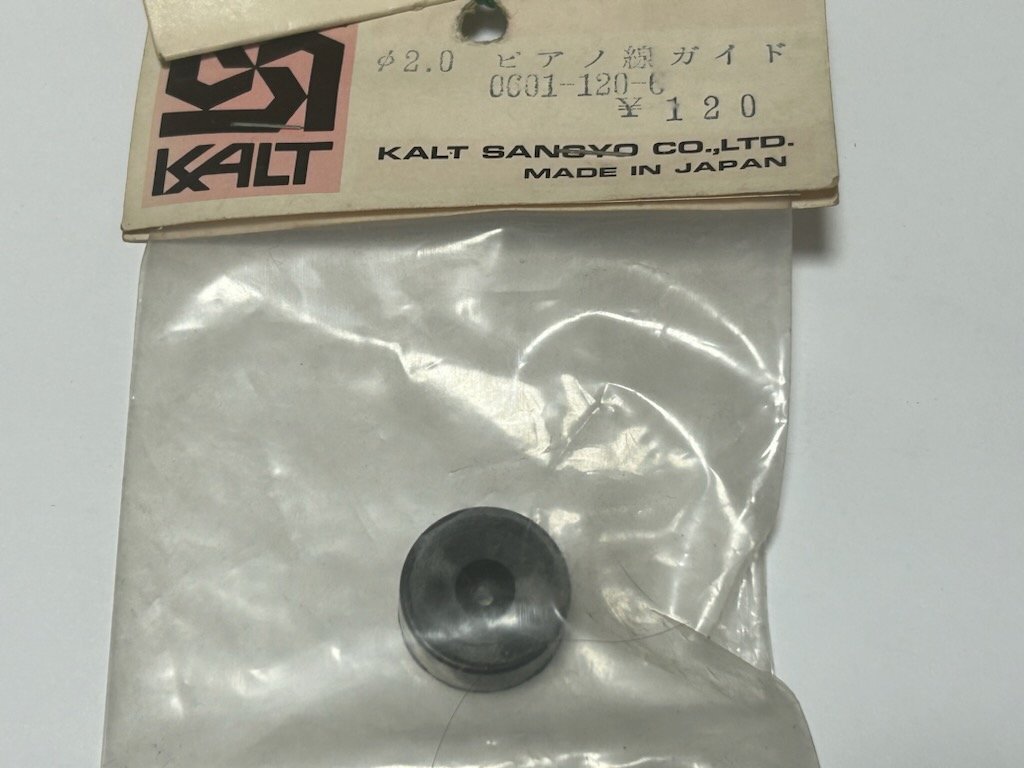 φ2.0 ピアノ線ガイド
0601-120-6
¥120
KALT
KALT SANGYO CO.,LTD.
MADE IN JAPAN